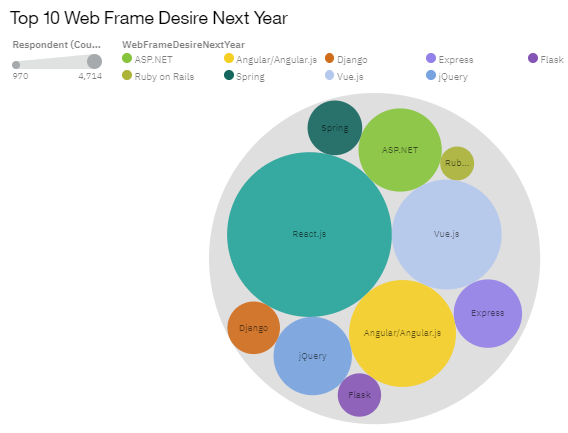 Top 10 Web Frame Desire Next Year
Respondent (Cou... WebFrameDesireNextYear
ASP.NET Angular/Angular.js Django Express Flask
970 4,714 Ruby on Rails Spring Vue.js jQuery
Spring
ASP.NET
Rub...
React.js
Vue.js
Express
Django
Angular/Angular.js
jQuery
Flask